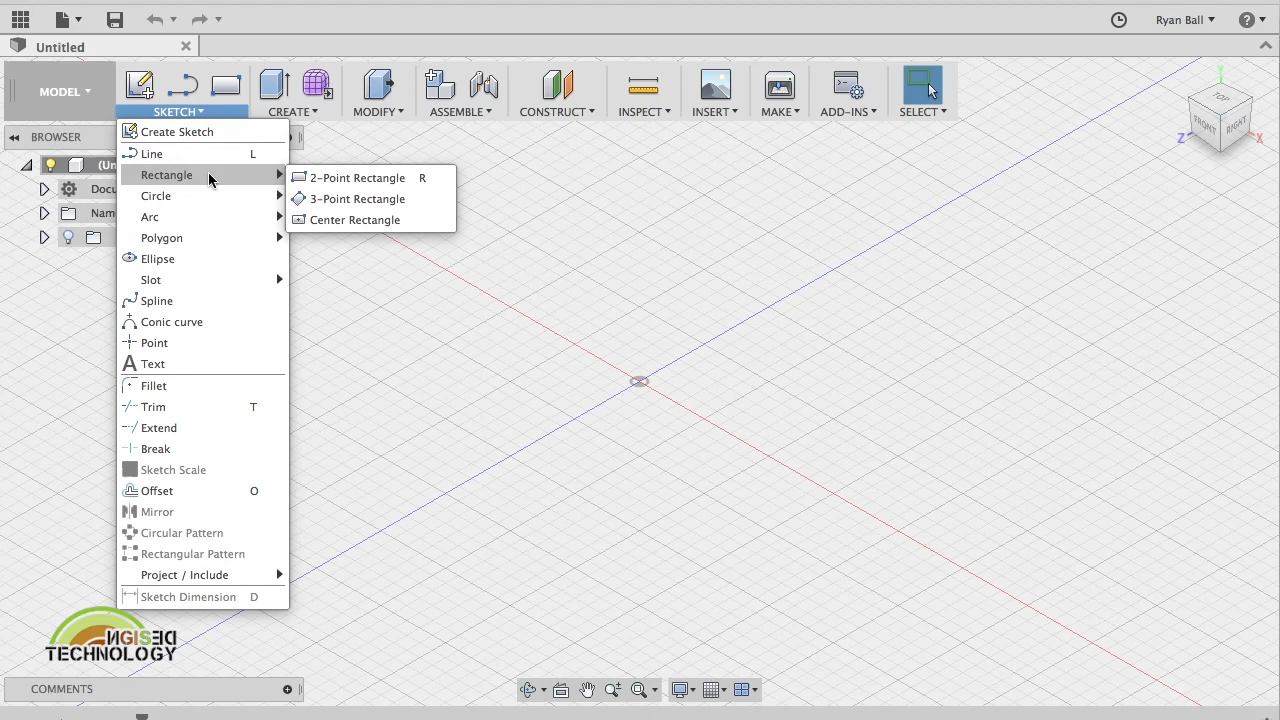 Ryan Ball
Untitled
MODEL
SKETCH
CREATE
MODIFY
ASSEMBLE
CONSTRUCT
INSPECT
INSERT
MAKE
ADD-INS
SELECT
BROWSER
(Un
Docu
Nam
Create Sketch
Line L
Rectangle
Circle
Arc
Polygon
Ellipse
Slot
Spline
Conic curve
Point
Text
Fillet
Trim T
Extend
Break
Sketch Scale
Offset O
Mirror
Circular Pattern
Rectangular Pattern
Project / Include
Sketch Dimension D
2-Point Rectangle R
3-Point Rectangle
Center Rectangle
Y
TOP
FRONT
RIGHT
Z
X
DESIGN
TECHNOLOGY
COMMENTS